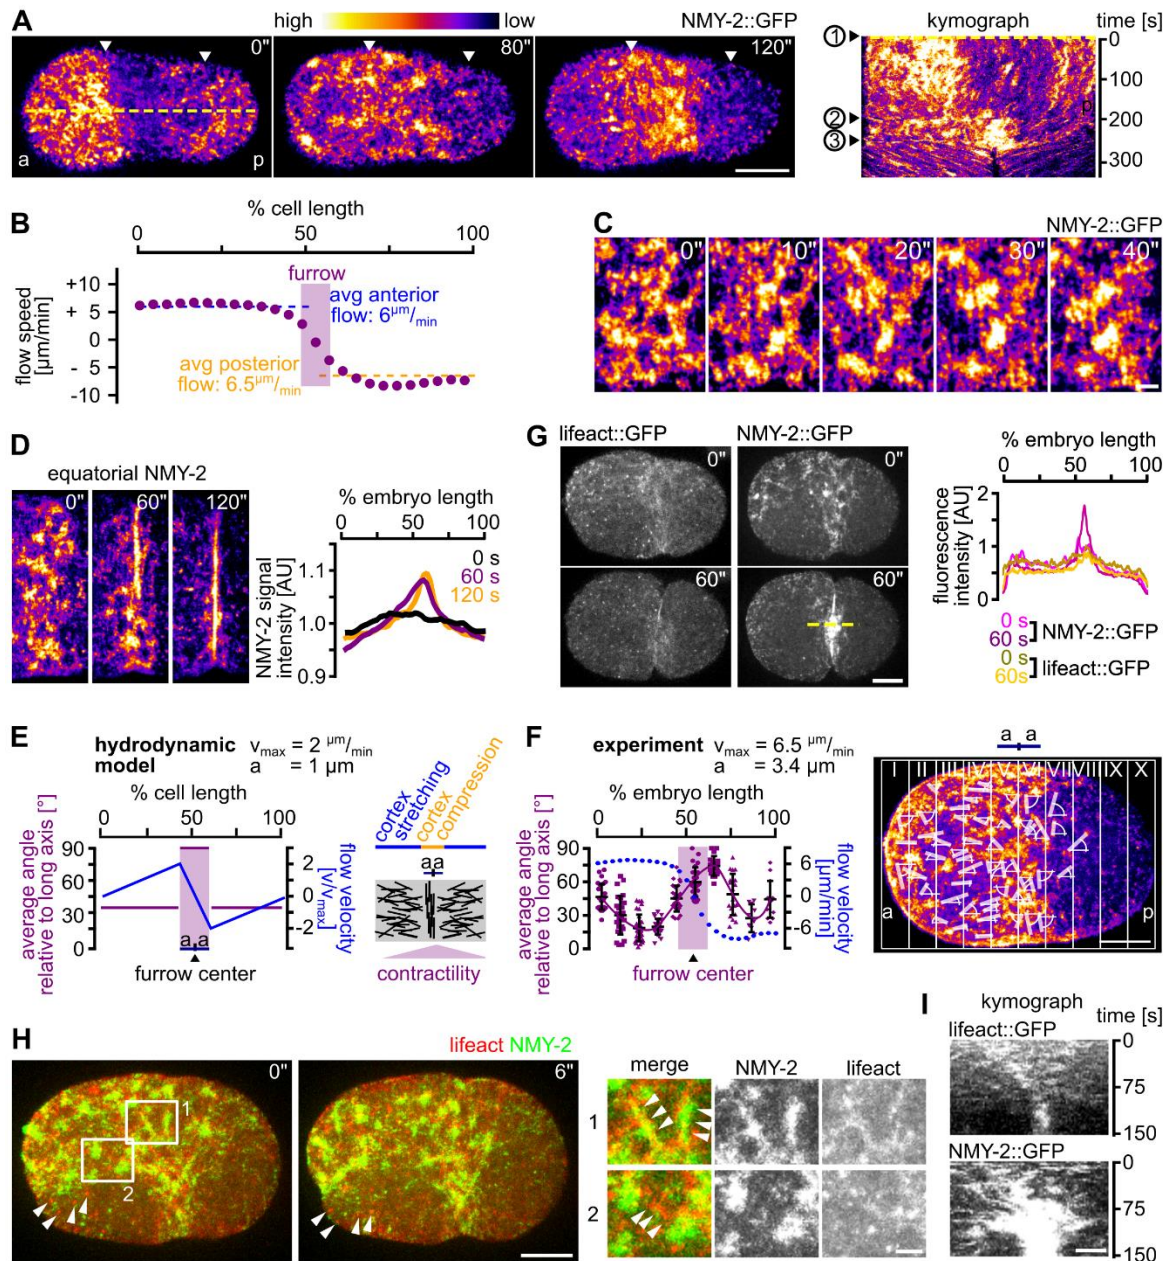 A
high low
NMY-2::GFP
0"
80"
120"
a p
kymograph
time [s]
1
2
3
0
100
200
300
p
B
% cell length
0 50 100
furrow
+10
+ 5
0
- 5
-10
flow speed
[µm/min]
avg anterior
flow: 6µm/min
avg posterior
flow: 6.5µm/min
C
NMY-2::GFP
0" 10" 20" 30" 40"
D
equatorial NMY-2
0" 60" 120"
% embryo length
0 50 100
NMY-2 signal
intensity [AU]
1.1
1.0
0.9
0 s
60 s
120 s
G
lifeact::GFP NMY-2::GFP
0" 0"
60" 60"
% embryo length
0 50 100
fluorescence
intensity [AU]
2
1
0
0 s
60 s
NMY-2::GFP
0 s
60s
lifeact::GFP
E
hydrodynamic
model
vmax = 2 µm/min
a = 1 µm
% cell length
0 50 100
average angle
relative to long axis [°]
90
60
30
0
2
0
-2
flow velocity
[v/vmax]
a a
furrow center
cortex
stretching
cortex
compression
aa
contractility
F
experiment
vmax = 6.5 µm/min
a = 3.4 µm
% embryo length
0 50 100
average angle
relative to long axis [°]
90
60
30
0
6
0
-6
flow velocity
[µm/min]
furrow center
a a
I II III IV V VI VII VIII IX X
a p
H
lifeact NMY-2
0"
6"
1
2
merge NMY-2 lifeact
1
2
I
kymograph
time [s]
lifeact::GFP
0
75
150
NMY-2::GFP
0
75
150